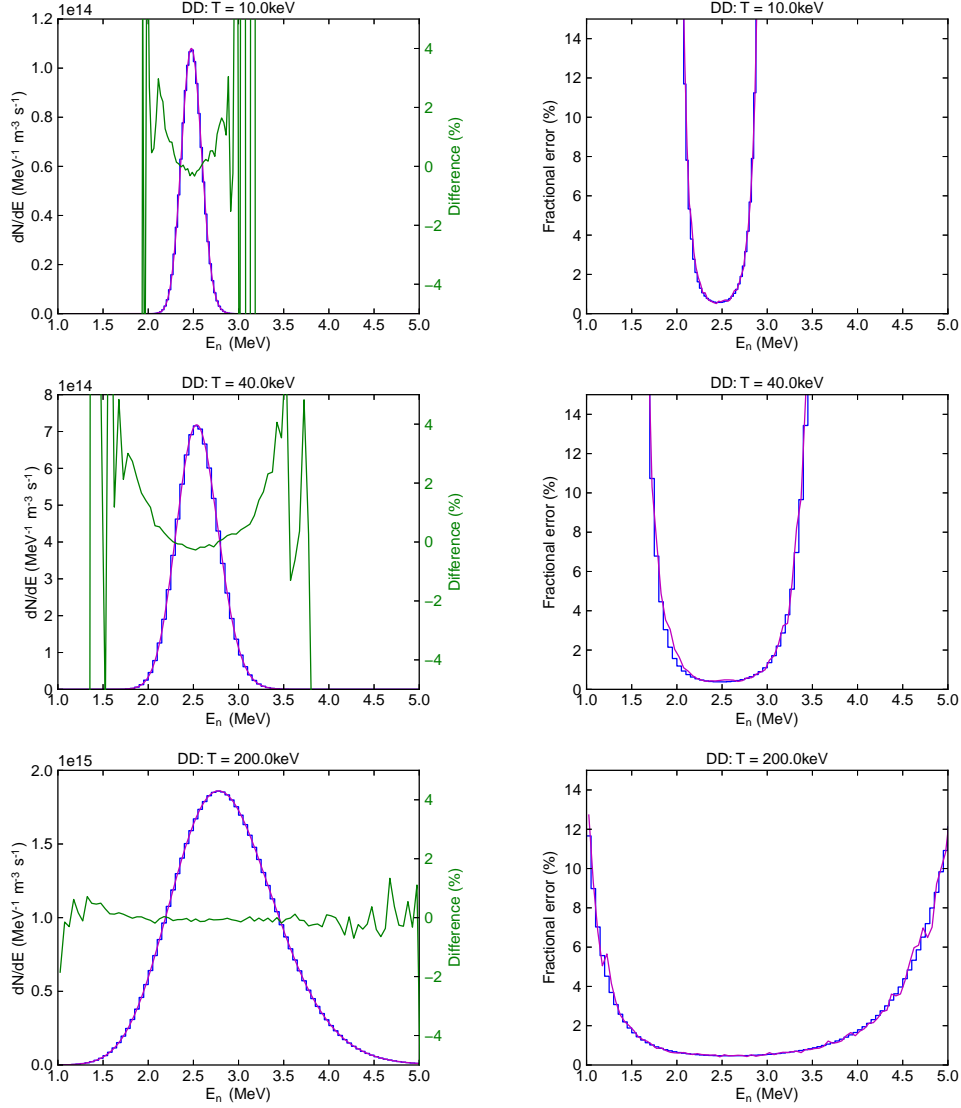 DD: T = 10.0keV
1e14
1.2
1.0
0.8
0.6
0.4
0.2
0.0
dN/dE (MeV⁻¹ m⁻³ s⁻¹)
4
2
0
−2
−4
Difference (%)
1.0 1.5 2.0 2.5 3.0 3.5 4.0 4.5 5.0
Eₙ (MeV)
DD: T = 10.0keV
14
12
10
8
6
4
2
0
Fractional error (%)
1.0 1.5 2.0 2.5 3.0 3.5 4.0 4.5 5.0
Eₙ (MeV)
DD: T = 40.0keV
1e14
8
7
6
5
4
3
2
1
0
dN/dE (MeV⁻¹ m⁻³ s⁻¹)
4
2
0
−2
−4
Difference (%)
1.0 1.5 2.0 2.5 3.0 3.5 4.0 4.5 5.0
Eₙ (MeV)
DD: T = 40.0keV
14
12
10
8
6
4
2
0
Fractional error (%)
1.0 1.5 2.0 2.5 3.0 3.5 4.0 4.5 5.0
Eₙ (MeV)
DD: T = 200.0keV
1e15
2.0
1.5
1.0
0.5
0.0
dN/dE (MeV⁻¹ m⁻³ s⁻¹)
4
2
0
−2
−4
Difference (%)
1.0 1.5 2.0 2.5 3.0 3.5 4.0 4.5 5.0
Eₙ (MeV)
DD: T = 200.0keV
14
12
10
8
6
4
2
0
Fractional error (%)
1.0 1.5 2.0 2.5 3.0 3.5 4.0 4.5 5.0
Eₙ (MeV)